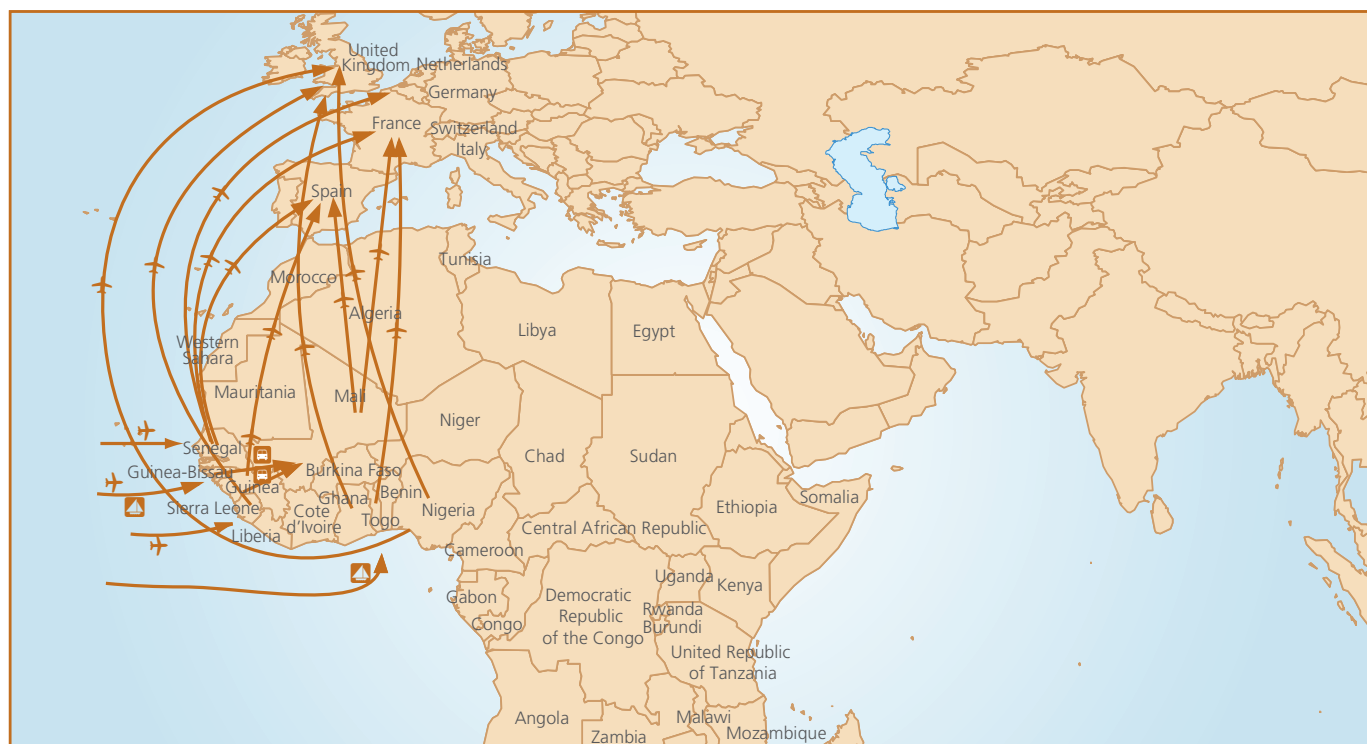 United
Kingdom
Netherlands
Germany
France
Switzerland
Italy
Spain
Tunisia
Morocco
Algeria
Libya
Egypt
Western
Sahara
Mauritania
Mali
Niger
Chad
Sudan
Senegal
Guinea-Bissau
Guinea
Burkina Faso
Sierra Leone
Liberia
Cote
d'Ivoire
Ghana
Togo
Benin
Nigeria
Ethiopia
Somalia
Central African Republic
Cameroon
Gabon
Congo
Democratic
Republic
of the Congo
Uganda
Kenya
Rwanda
Burundi
United Republic
of Tanzania
Angola
Zambia
Malawi
Mozambique